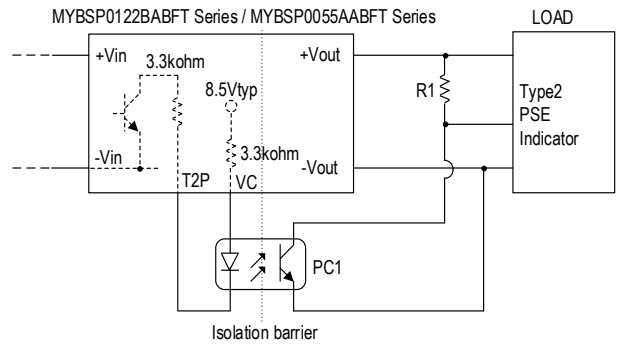 MYBSP0122BABFT Series / MYBSP0055AABFT Series
LOAD
+Vin
3.3kohm
8.5Vtyp
+Vout
R1
Type2
PSE
Indicator
-Vin
3.3kohm
-Vout
T2P
VC
PC1
Isolation barrier